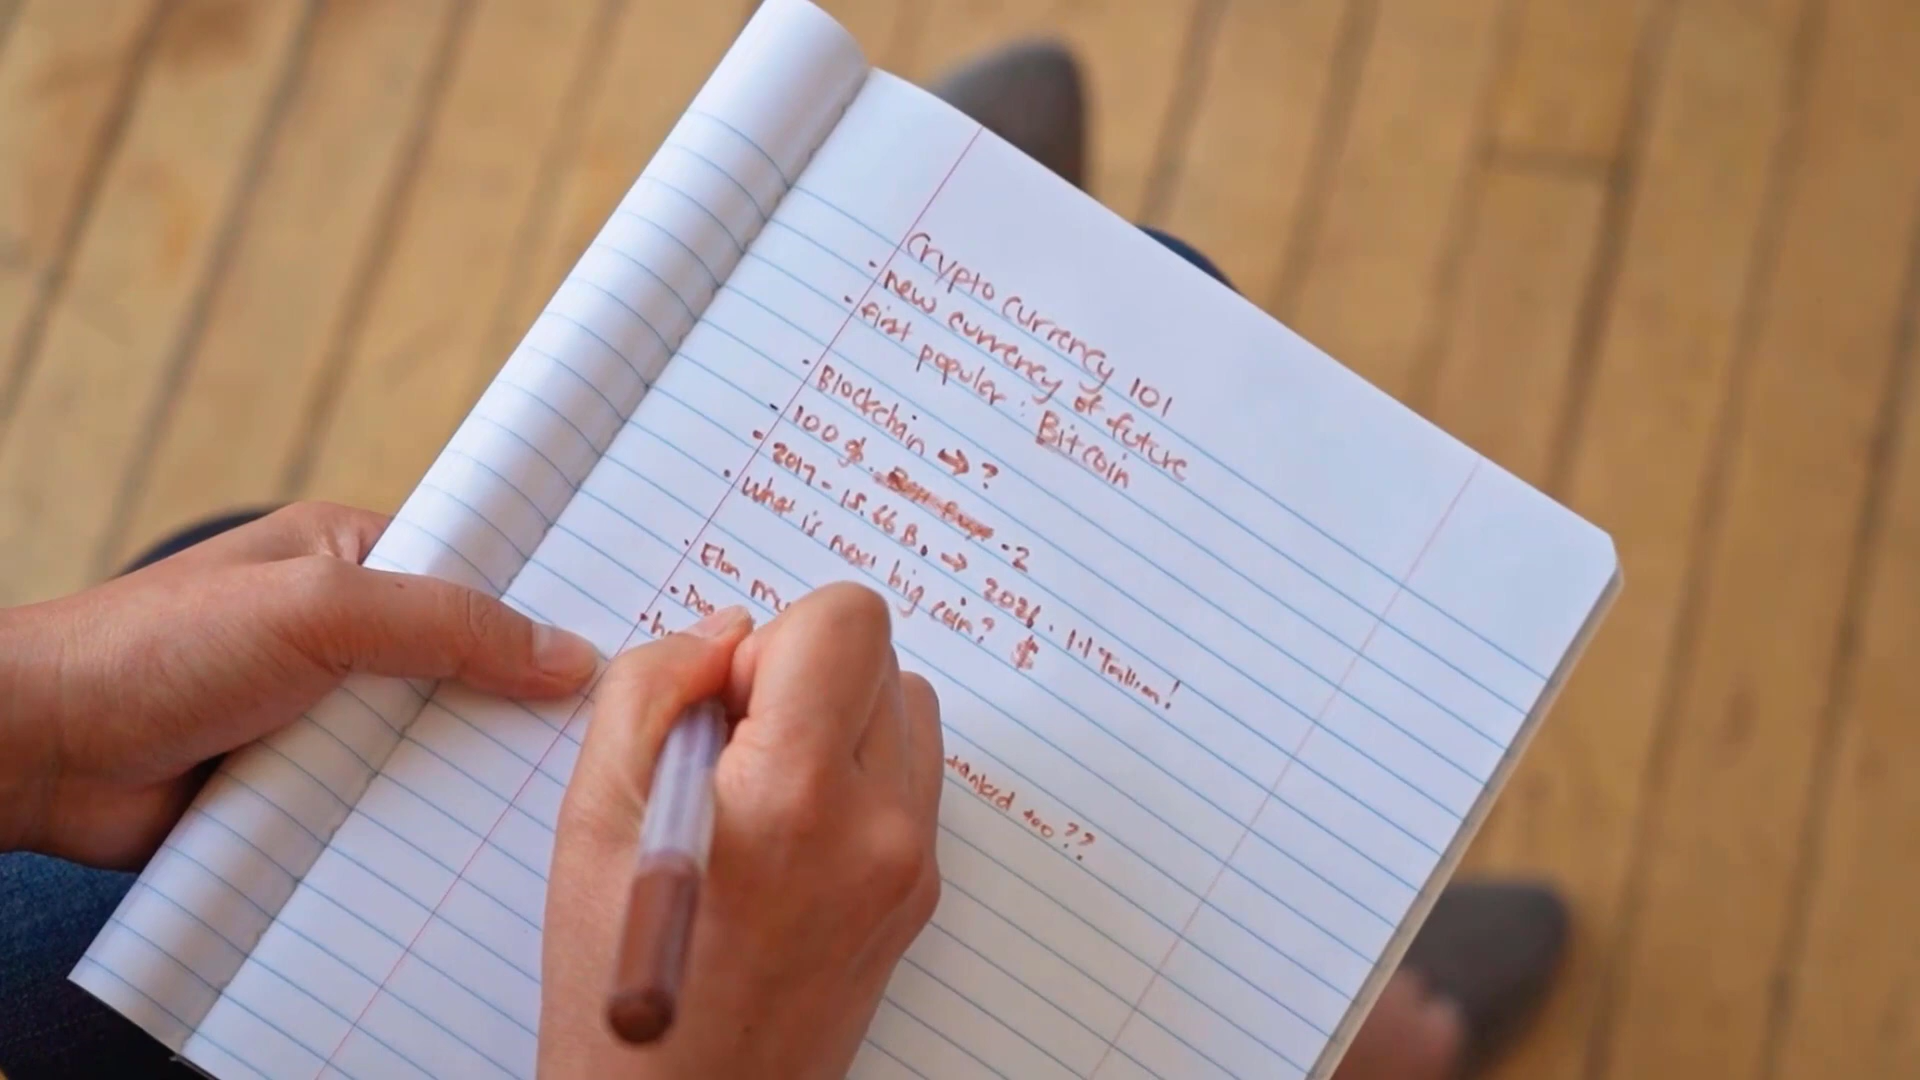 Crypto Currency 101
- new currency of future
- first popular : Bitcoin
- Blockchain → ?
- 100 $. -2
- 2017 - 15.66 B. → 2021 . 1.1 Trillion!
- What is next big coin? $
- Elon
tanked too ??